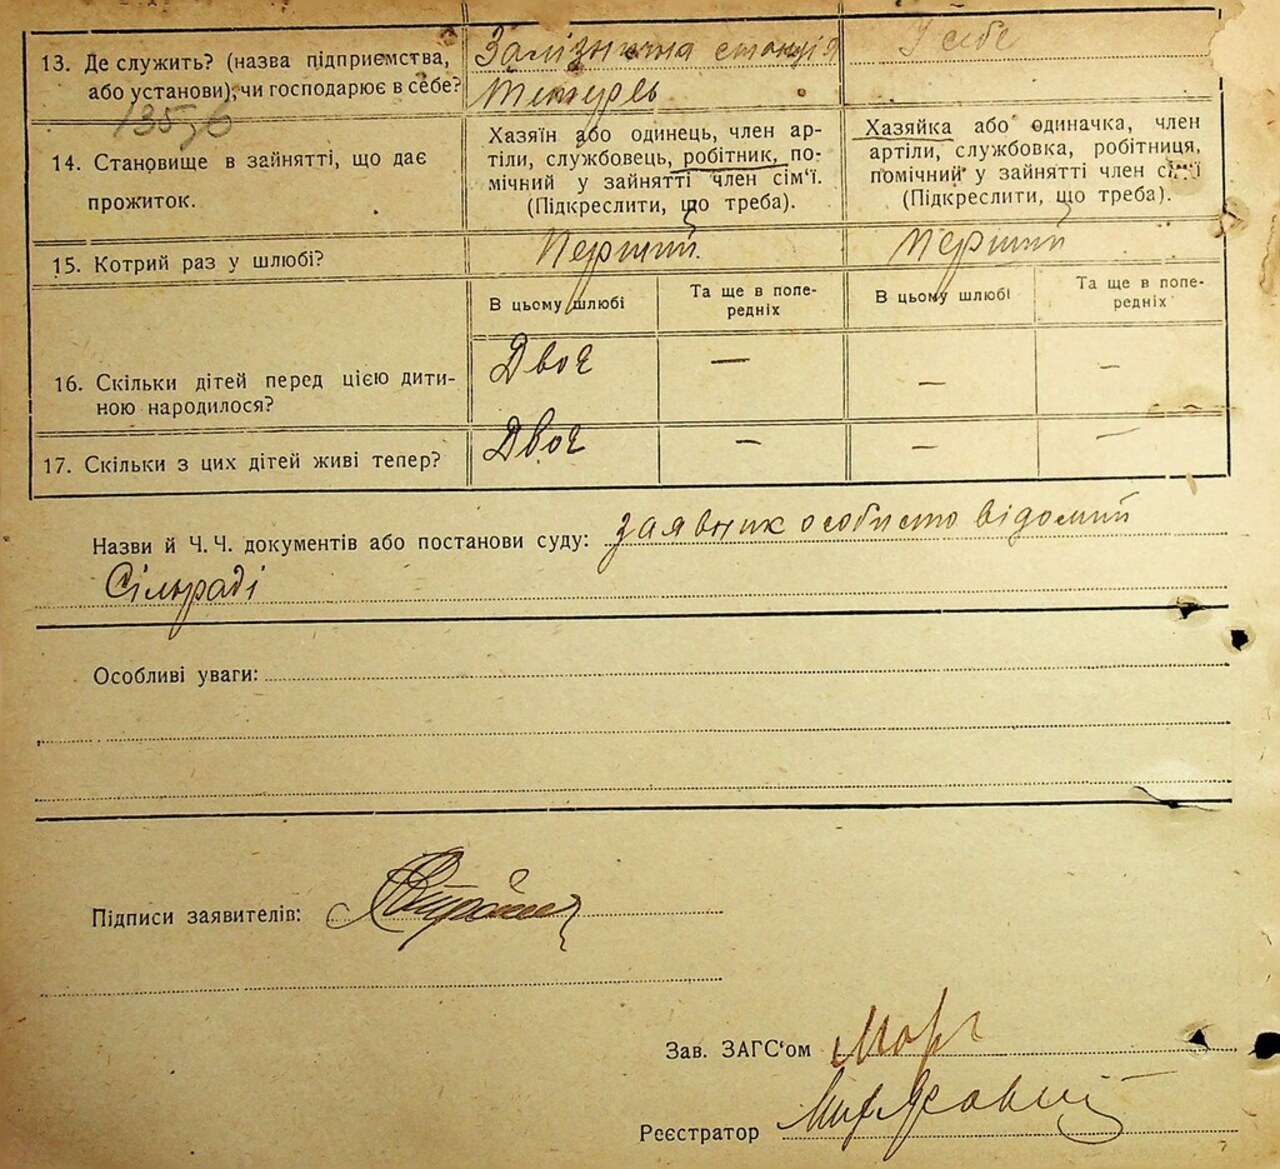 13. Де служить? (назва підприємства, Залізнична станція У себе
або установи), чи господарює в себе? Тетерев
14. Становище в зайнятті, що дає прожиток.
Хазяїн або одинець, член ар-
тіли, службовець, робітник, по-
мічний у зайнятті член сім'ї.
(Підкреслити, що треба).
Хазяйка або одиначка, член
артіли, службовка, робітниця,
помічний у зайнятті член сім'ї
(Підкреслити, що треба).
15. Котрий раз у шлюбі? Перший. Перший
В цьому шлюбі
Та ще в попе-
редніх
В цьому шлюбі
Та ще в попе-
редніх
16. Скільки дітей перед цією дити- Двоє — — —
ною народилося?
17. Скільки з цих дітей живі тепер? Двоє — — —
Назви й Ч. Ч. документів або постанови суду: заявник особисто відомий
Сільраді
Особливі уваги:
Підписи заявителів:
Зав. ЗАГС'ом
Реєстратор